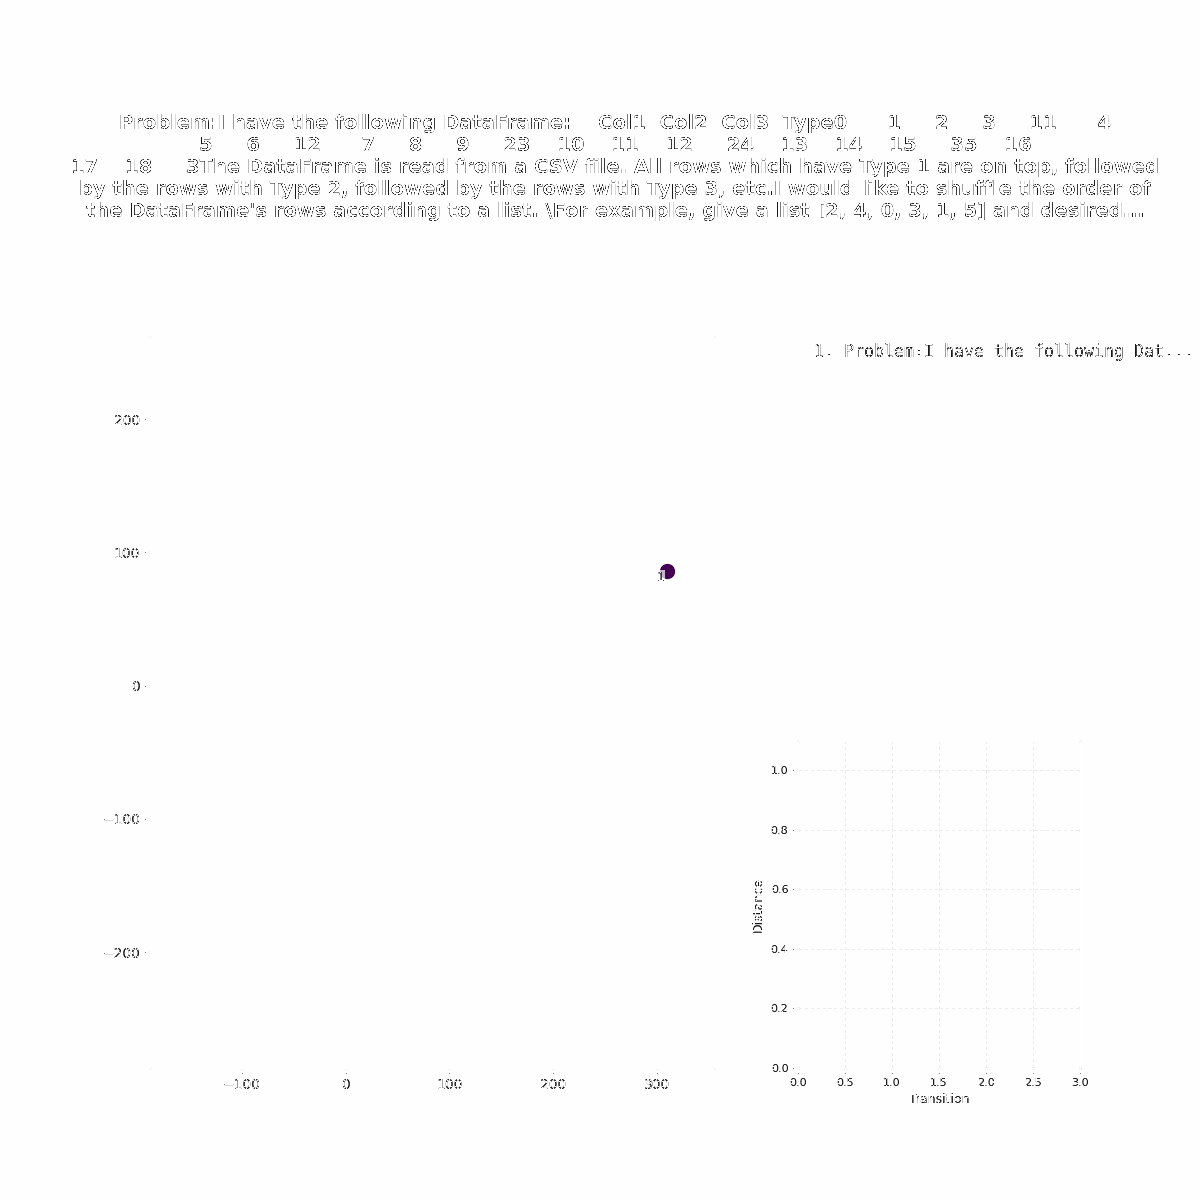 Problem:I have the following DataFrame:    Col1  Col2  Col3  Type0      1     2     3     11     4
5     6     12      7     8     9     23    10    11    12     24    13    14    15     35    16
17    18     3The DataFrame is read from a CSV file. All rows which have Type 1 are on top, followed
by the rows with Type 2, followed by the rows with Type 3, etc.I would like to shuffle the order of
the DataFrame's rows according to a list. \For example, give a list [2, 4, 0, 3, 1, 5] and desired...
1. Problem:I have the following Dat...
200
100
1
0
−100
−200
−100 0 100 200 300
1.0
0.8
0.6
0.4
0.2
0.0
Distance
0.0 0.5 1.0 1.5 2.0 2.5 3.0
Transition